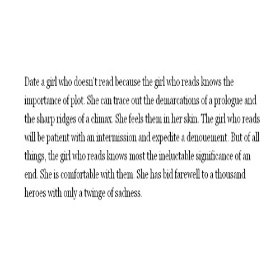 Date a girl who doesn't read because the girl who reads knows the
importance of plot. She can trace out the demarcations of a prologue and
the sharp ridges of a climax. She feels them in her skin. The girl who reads
will be patient with an intermission and expedite a denouement. But of all
things, the girl who reads knows most the ineluctable significance of an
end. She is comfortable with them. She has bid farewell to a thousand
heroes with only a twinge of sadness.